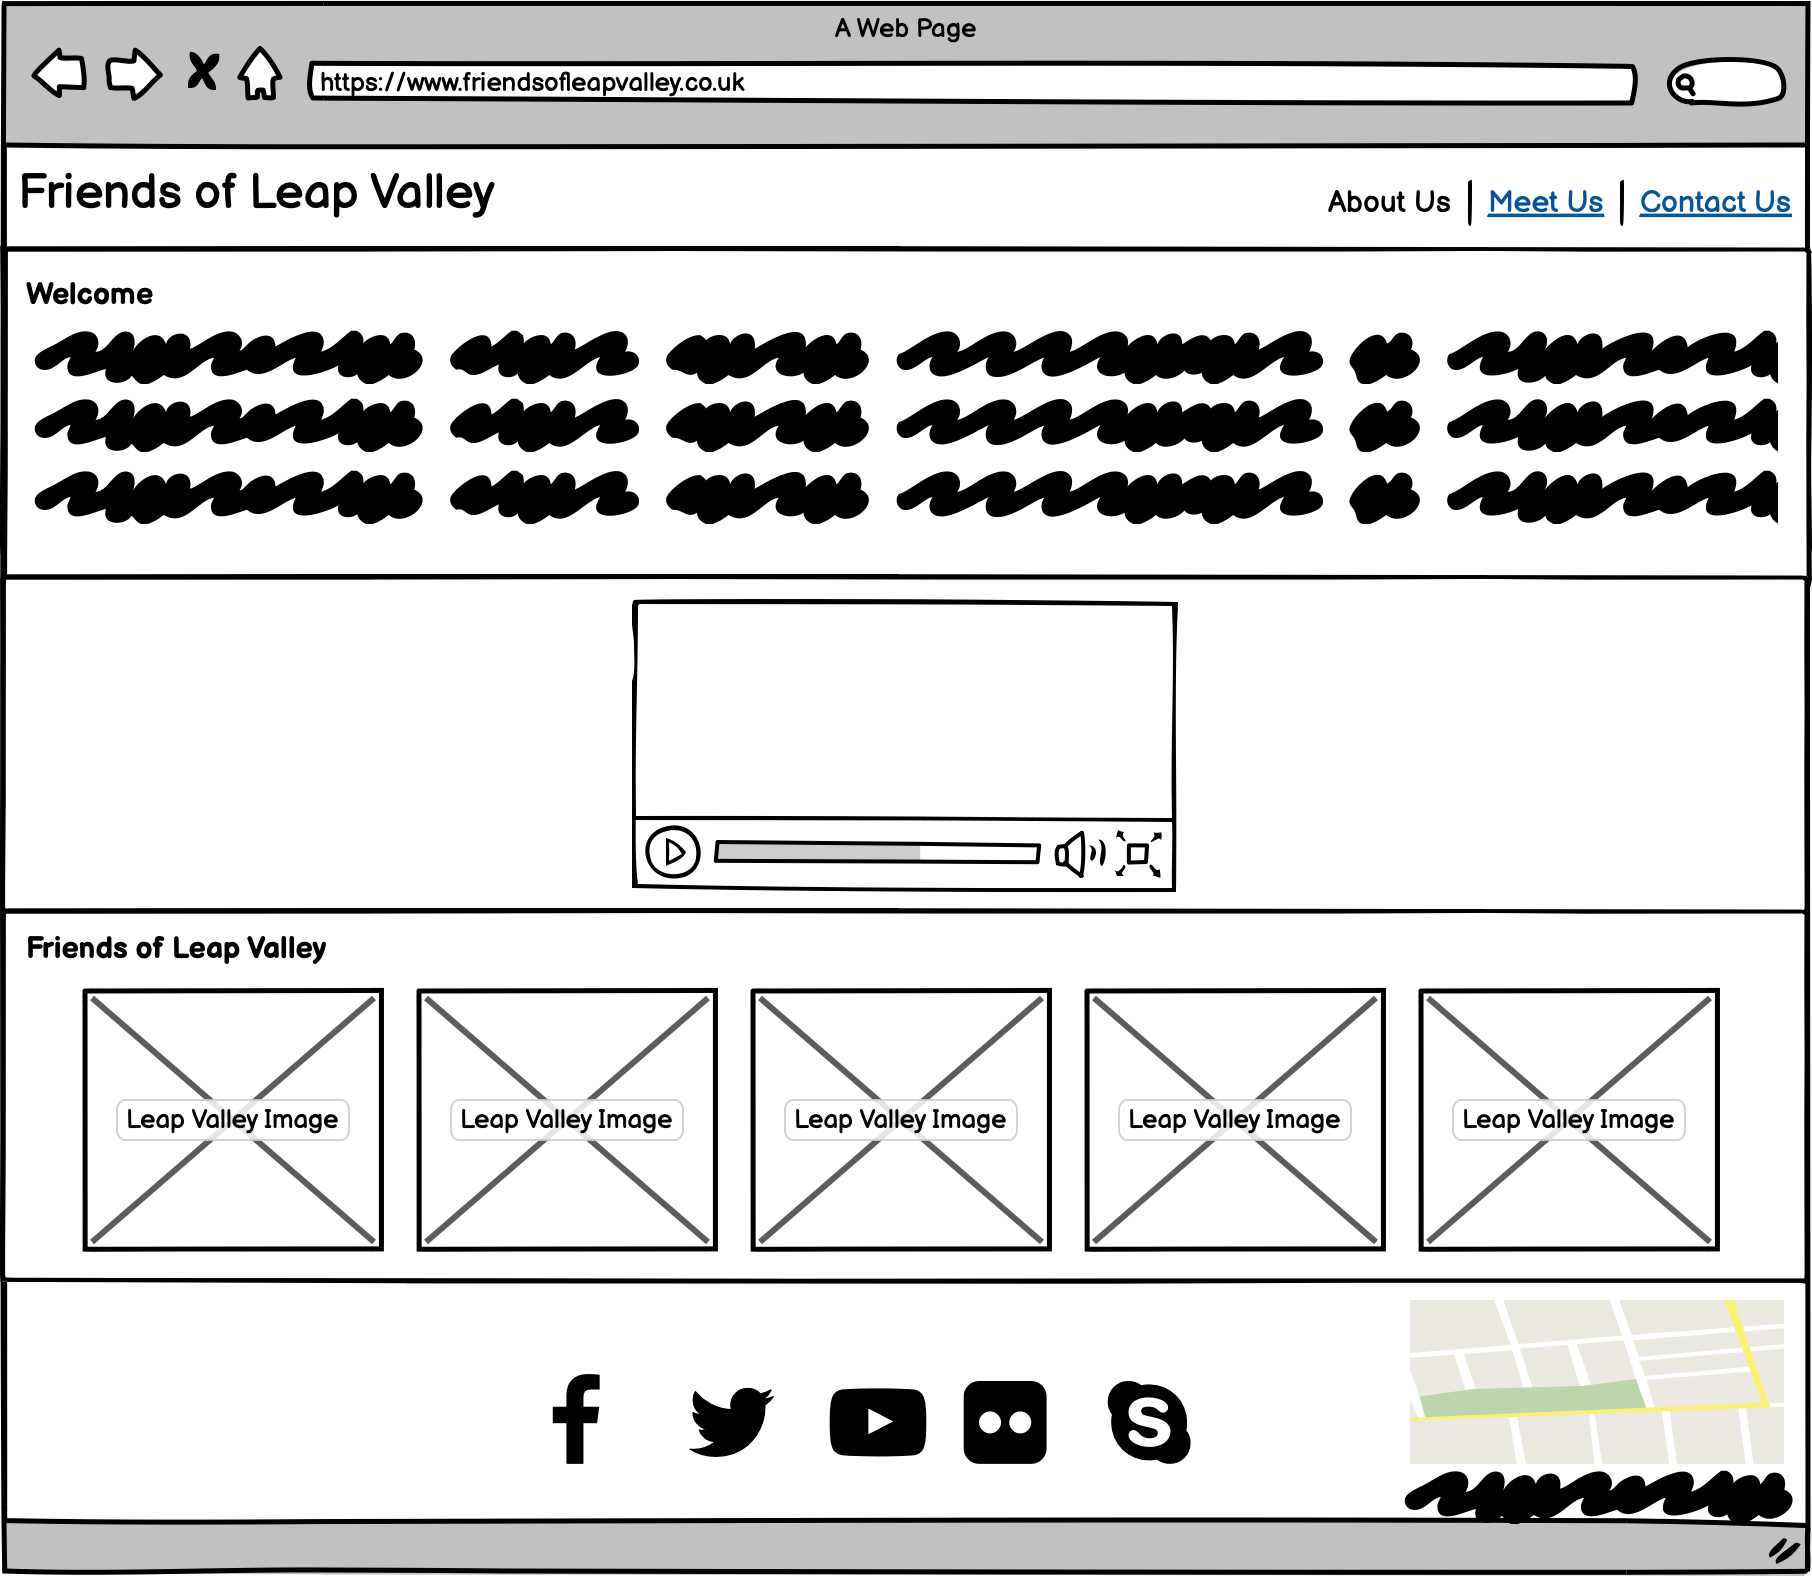 A Web Page
https://www.friendsofleapvalley.co.uk
Friends of Leap Valley
About Us | Meet Us | Contact Us
Welcome
Friends of Leap Valley
Leap Valley Image Leap Valley Image Leap Valley Image Leap Valley Image Leap Valley Image